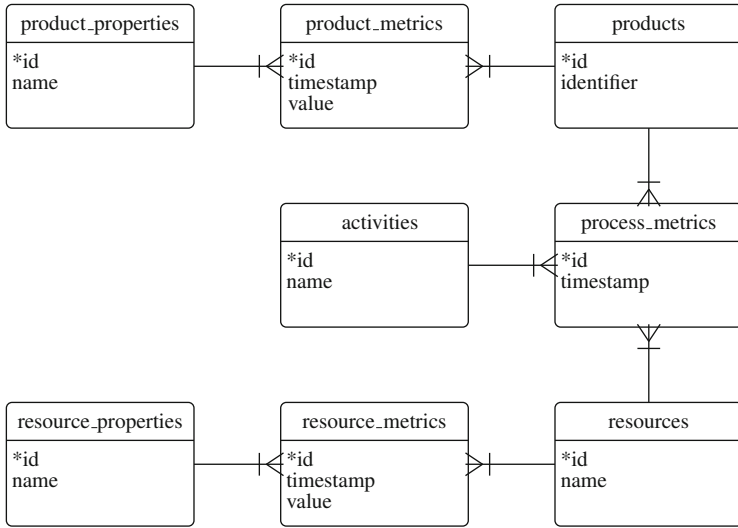 product_properties
*id
name
product_metrics
*id
timestamp
value
products
*id
identifier
activities
*id
name
process_metrics
*id
timestamp
resource_properties
*id
name
resource_metrics
*id
timestamp
value
resources
*id
name